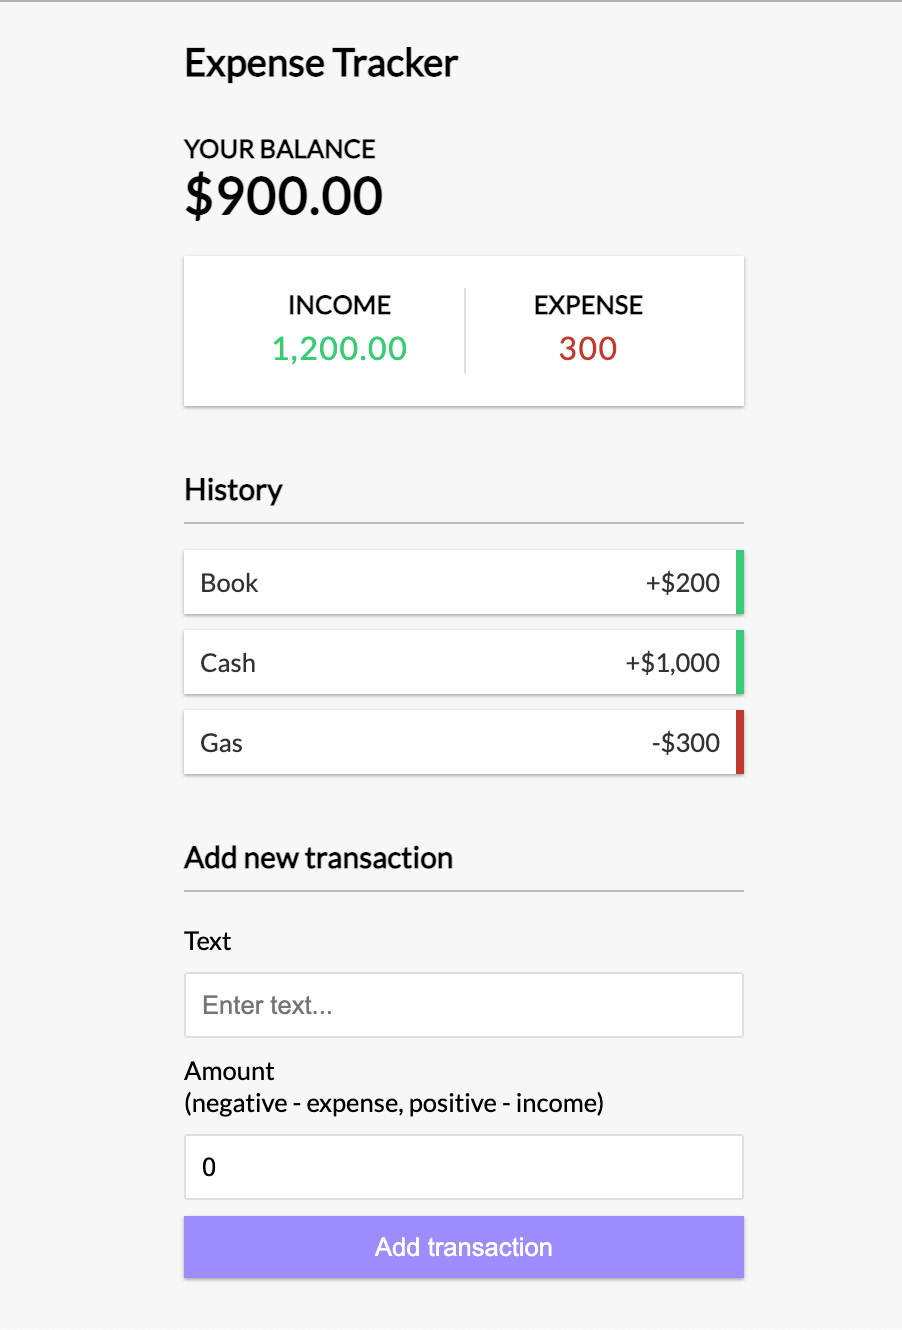 Expense Tracker
YOUR BALANCE
$900.00
INCOME EXPENSE
1,200.00 300
History
Book +$200
Cash +$1,000
Gas -$300
Add new transaction
Text
Enter text...
Amount
(negative - expense, positive - income)
0
Add transaction